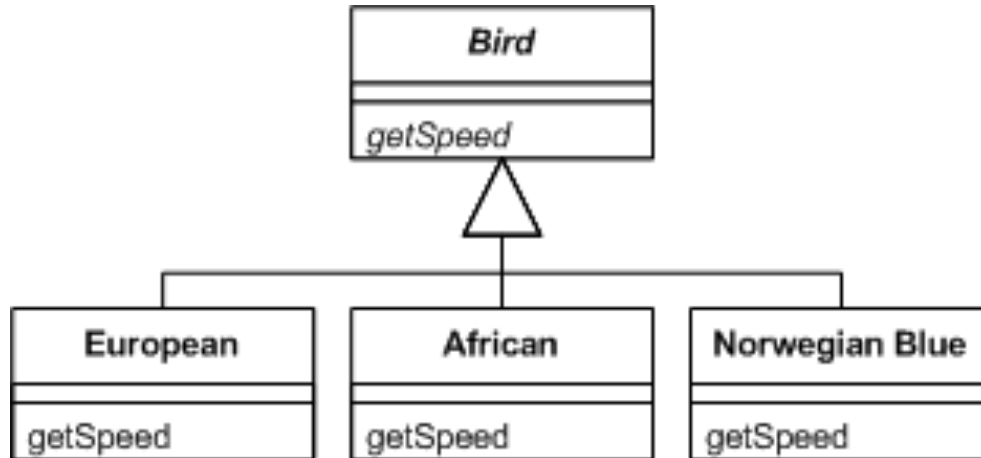 Bird
getSpeed
European
getSpeed
African
getSpeed
Norwegian Blue
getSpeed